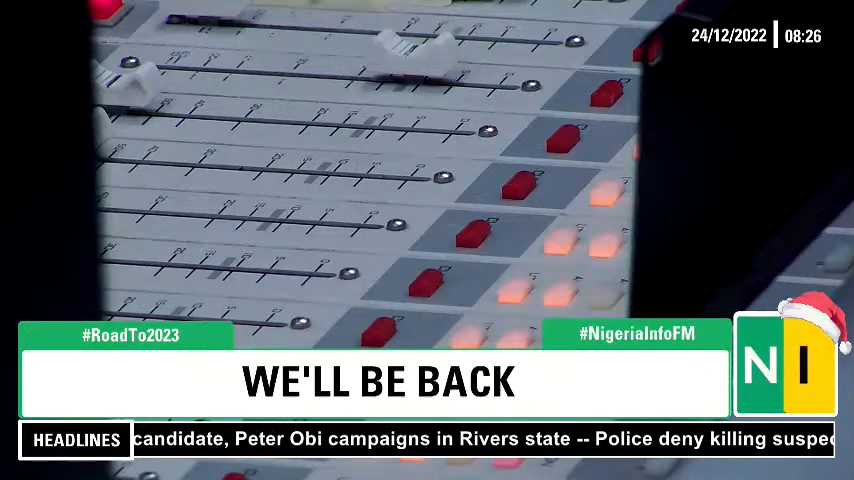 24/12/2022 08:26
#RoadTo2023
#NigeriaInfoFM
WE'LL BE BACK
NI
HEADLINES
candidate, Peter Obi campaigns in Rivers state -- Police deny killing